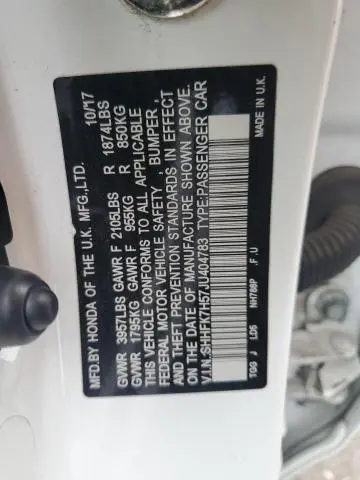 MFD.BY HONDA OF THE U.K. MFG.,LTD. 10/17
GVWR 3957LBS GAWR F 2105LBS R 1874LBS
GVWR 1795KG GAWR F 955KG R 850KG
THIS VEHICLE CONFORMS TO ALL APPLICABLE
FEDERAL MOTOR VEHICLE SAFETY , BUMPER,
AND THEFT PREVENTION STANDARDS IN EFFECT
ON THE DATE OF MANUFACTURE SHOWN ABOVE.
V.I.N:SHHFK7H57JU404783 TYPE:PASSENGER CAR
TGG J LD5 NH788P F.U MADE IN U.K.